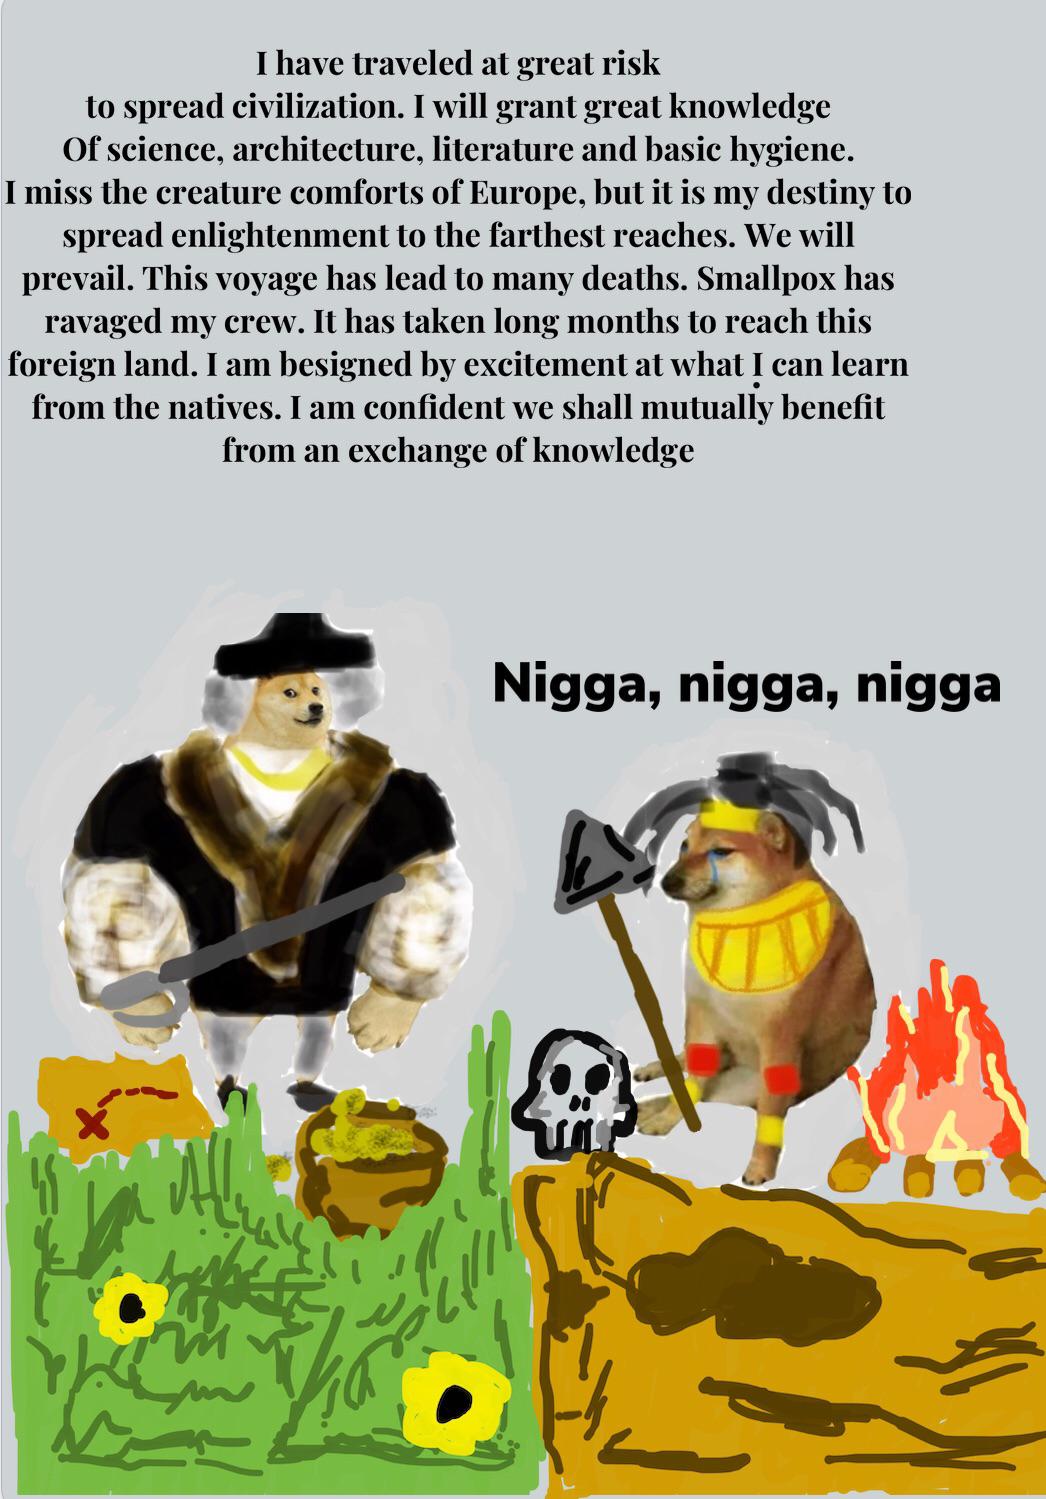 I have traveled at great risk
to spread civilization. I will grant great knowledge
Of science, architecture, literature and basic hygiene.
I miss the creature comforts of Europe, but it is my destiny to
spread enlightenment to the farthest reaches. We will
prevail. This voyage has lead to many deaths. Smallpox has
ravaged my crew. It has taken long months to reach this
foreign land. I am besigned by excitement at what I can learn
from the natives. I am confident we shall mutually benefit
from an exchange of knowledge
Nigga, nigga, nigga